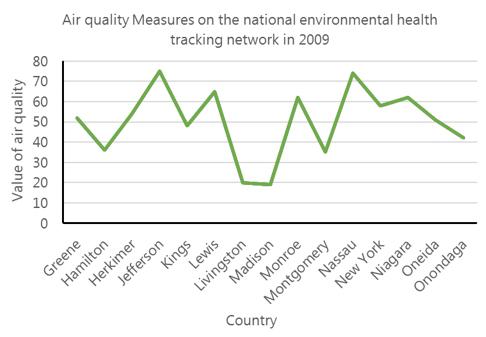 Air quality Measures on the national environmental health
tracking network in 2009
Value of air quality
80
70
60
50
40
30
20
10
0
Greene
Hamilton
Herkimer
Jefferson
Kings
Lewis
Livingston
Madison
Monroe
Montgomery
Nassau
New York
Niagara
Oneida
Onondaga
Country